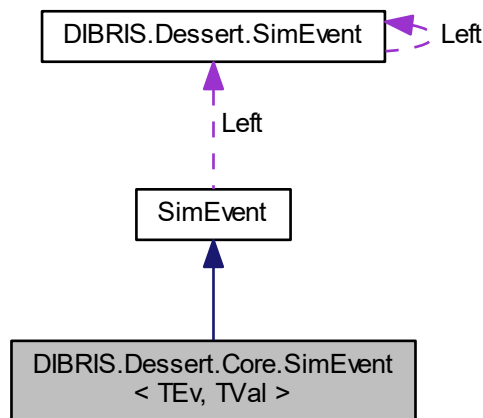 DIBRIS.Dessert.SimEvent
Left
Left
SimEvent
DIBRIS.Dessert.Core.SimEvent
< TEv, TVal >